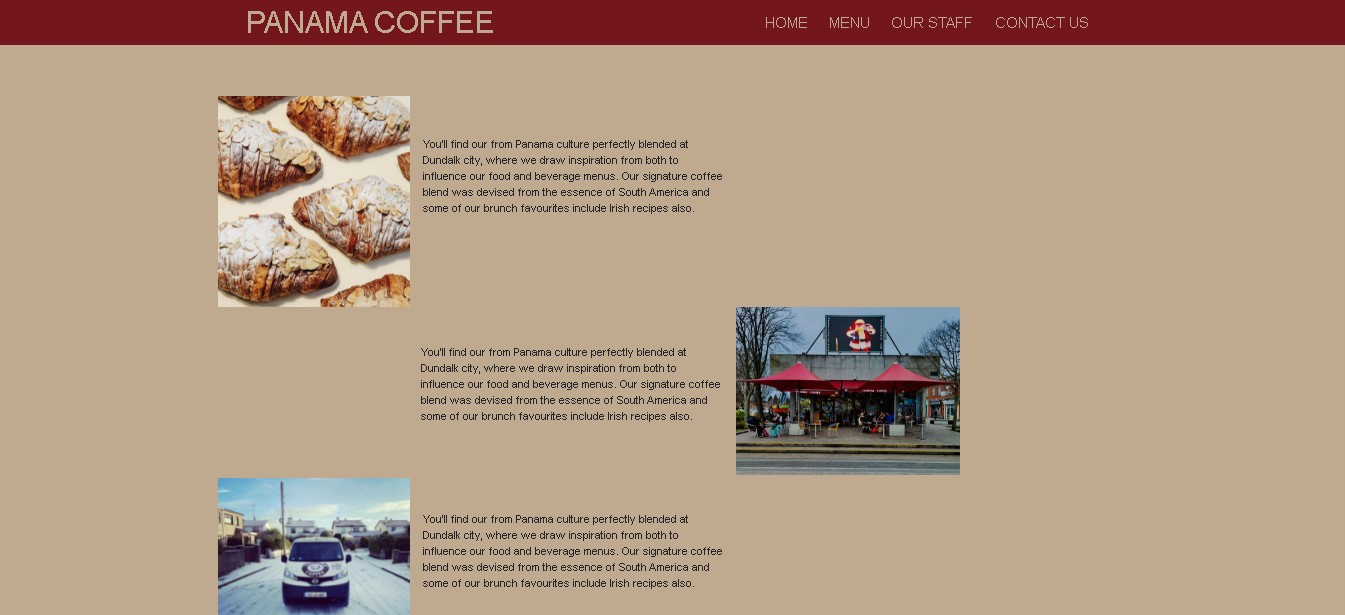 PANAMA COFFEE
HOME MENU OUR STAFF CONTACT US
You'll find our from Panama culture perfectly blended at
Dundalk city, where we draw inspiration from both to
influence our food and beverage menus. Our signature coffee
blend was devised from the essence of South America and
some of our brunch favourites include Irish recipes also.
You'll find our from Panama culture perfectly blended at
Dundalk city, where we draw inspiration from both to
influence our food and beverage menus. Our signature coffee
blend was devised from the essence of South America and
some of our brunch favourites include Irish recipes also.
You'll find our from Panama culture perfectly blended at
Dundalk city, where we draw inspiration from both to
influence our food and beverage menus. Our signature coffee
blend was devised from the essence of South America and
some of our brunch favourites include Irish recipes also.